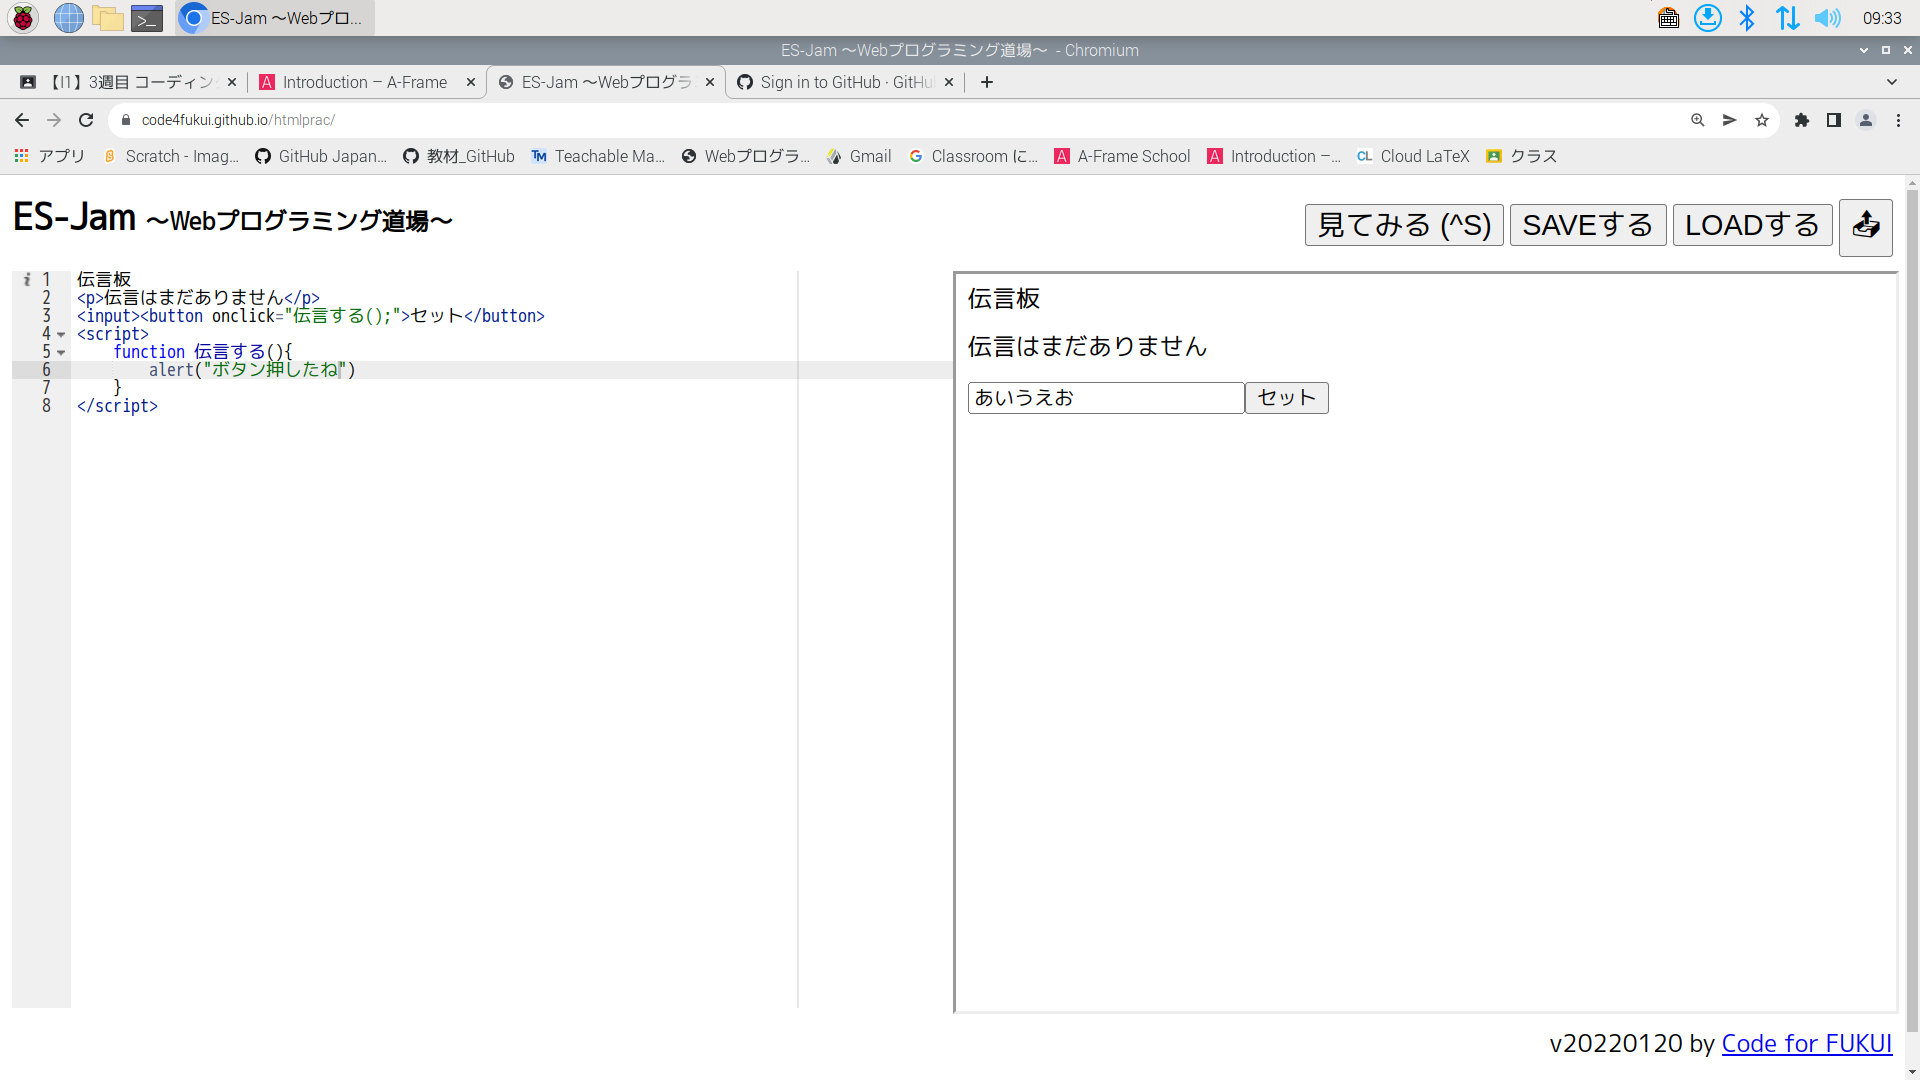 ES-Jam ～Webプロ...
09:33
ES-Jam ～Webプログラミング道場～ - Chromium
【I1】3週目 コーディン
Introduction – A-Frame
ES-Jam ～Webプログラ
Sign in to GitHub · GitHu
code4fukui.github.io/htmlprac/
アプリ
Scratch - Imag...
GitHub Japan...
教材_GitHub
Teachable Ma...
Webプログラ...
Gmail
Classroom に...
A-Frame School
Introduction –...
Cloud LaTeX
クラス
ES-Jam ～Webプログラミング道場～
見てみる (^S)
SAVEする
LOADする
1 伝言板
2 <p>伝言はまだありません</p>
3 <input><button onclick="伝言する();">セット</button>
4 <script>
5 function 伝言する(){
6 alert("ボタン押したね")
7 }
8 </script>
伝言板
伝言はまだありません
あいうえお
セット
v20220120 by Code for FUKUI